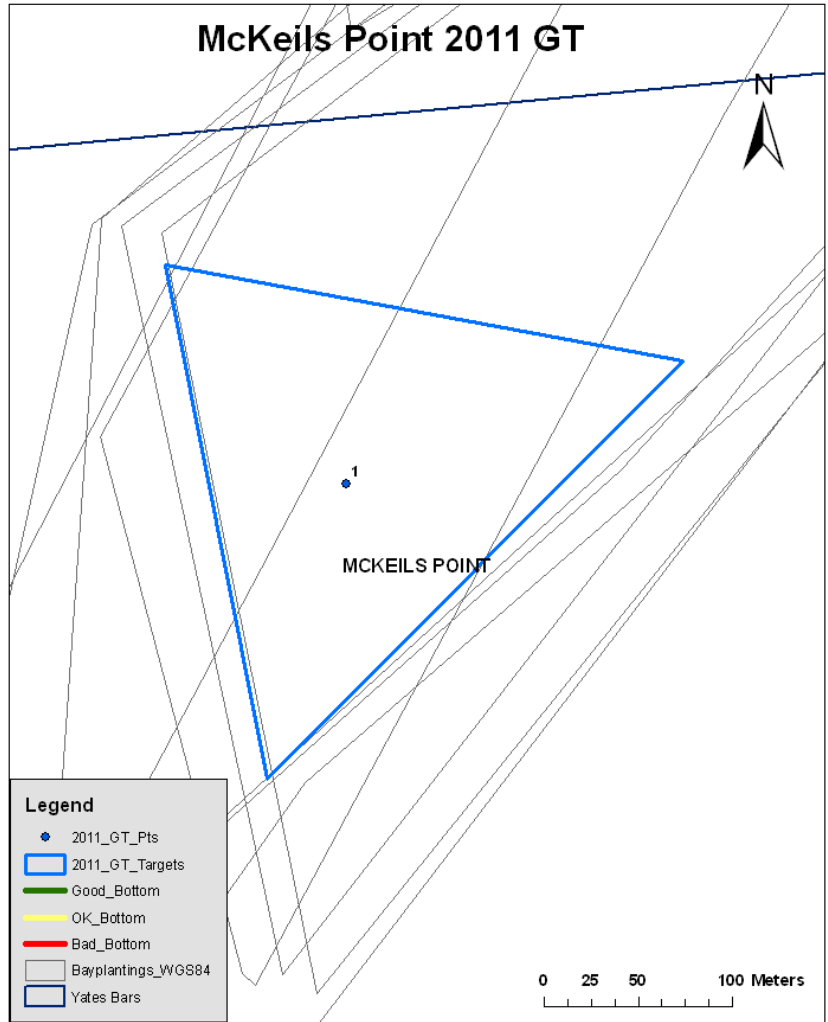 McKeils Point 2011 GT
N
1
MCKEILS POINT
Legend
2011_GT_Pts
2011_GT_Targets
Good_Bottom
OK_Bottom
Bad_Bottom
Bayplantings_WGS84
Yates Bars
0 25 50 100 Meters